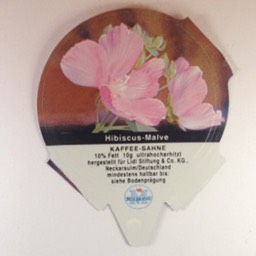 Hibiscus-Malve
KAFFEE-SAHNE
10% Fett 10g ultrahocherhitzt
hergestellt für Lidl Stiftung & Co. KG.,
Neckarsulm/Deutschland
mindestens haltbar bis:
siehe Bodenprägung